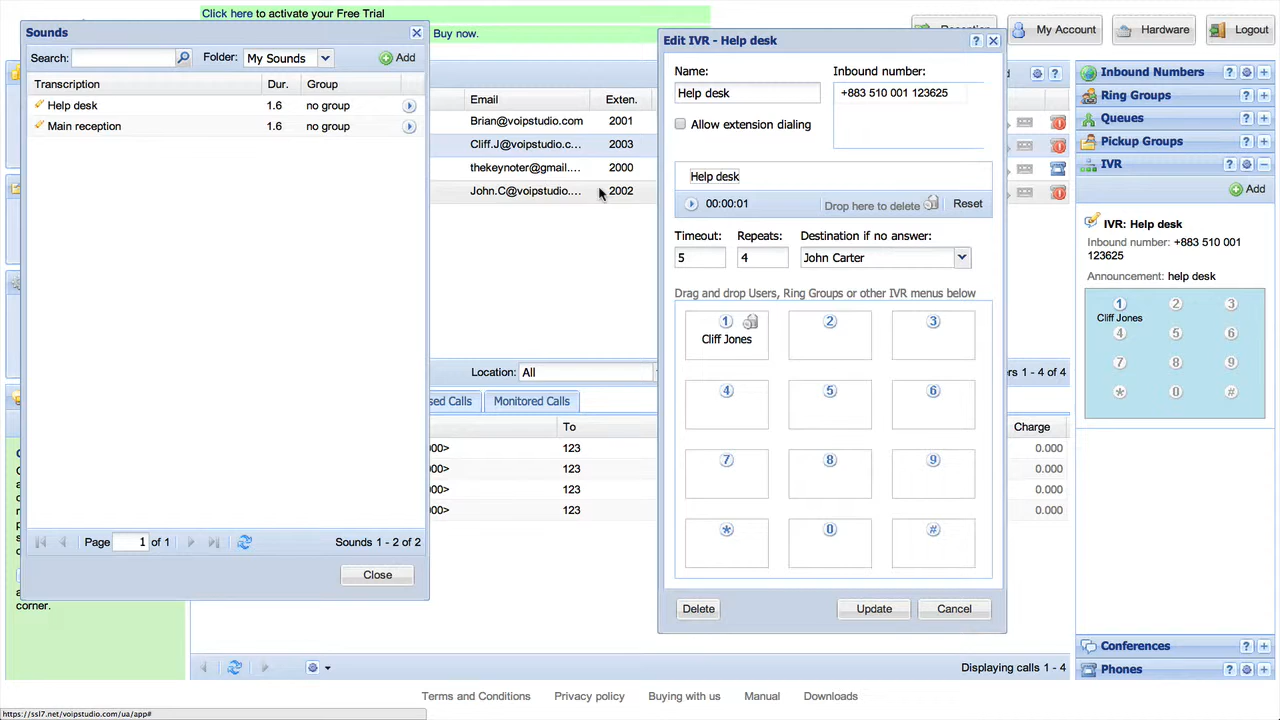 Click here to activate your Free Trial
Buy now.
My Account
Hardware
Logout
Sounds
Search:
Folder:
My Sounds
Add
Transcription
Dur.
Group
Help desk
1.6
no group
Main reception
1.6
no group
Page
1
of 1
Sounds 1 - 2 of 2
Close
corner.
Email
Exten.
Brian@voipstudio.com
2001
Cliff.J@voipstudio.c...
2003
thekeynoter@gmail....
2000
John.C@voipstudio....
2002
Location:
All
rs 1 - 4 of 4
sed Calls
Monitored Calls
To
Charge
000>
123
0.000
000>
123
0.000
000>
123
0.000
000>
123
0.000
Displaying calls 1 - 4
Edit IVR - Help desk
Name:
Inbound number:
Help desk
+883 510 001 123625
Allow extension dialing
Help desk
00:00:01
Drop here to delete
Reset
Timeout:
Repeats:
Destination if no answer:
5
4
John Carter
Drag and drop Users, Ring Groups or other IVR menus below
1
Cliff Jones
2
3
4
5
6
7
8
9
*
0
#
Delete
Update
Cancel
Inbound Numbers
Ring Groups
Queues
Pickup Groups
IVR
Add
IVR: Help desk
Inbound number: +883 510 001
123625
Announcement: help desk
1
2
3
Cliff Jones
4
5
6
7
8
9
*
0
#
Conferences
Phones
Terms and Conditions
Privacy policy
Buying with us
Manual
Downloads
https://ssl7.net/voipstudio.com/ua/app#